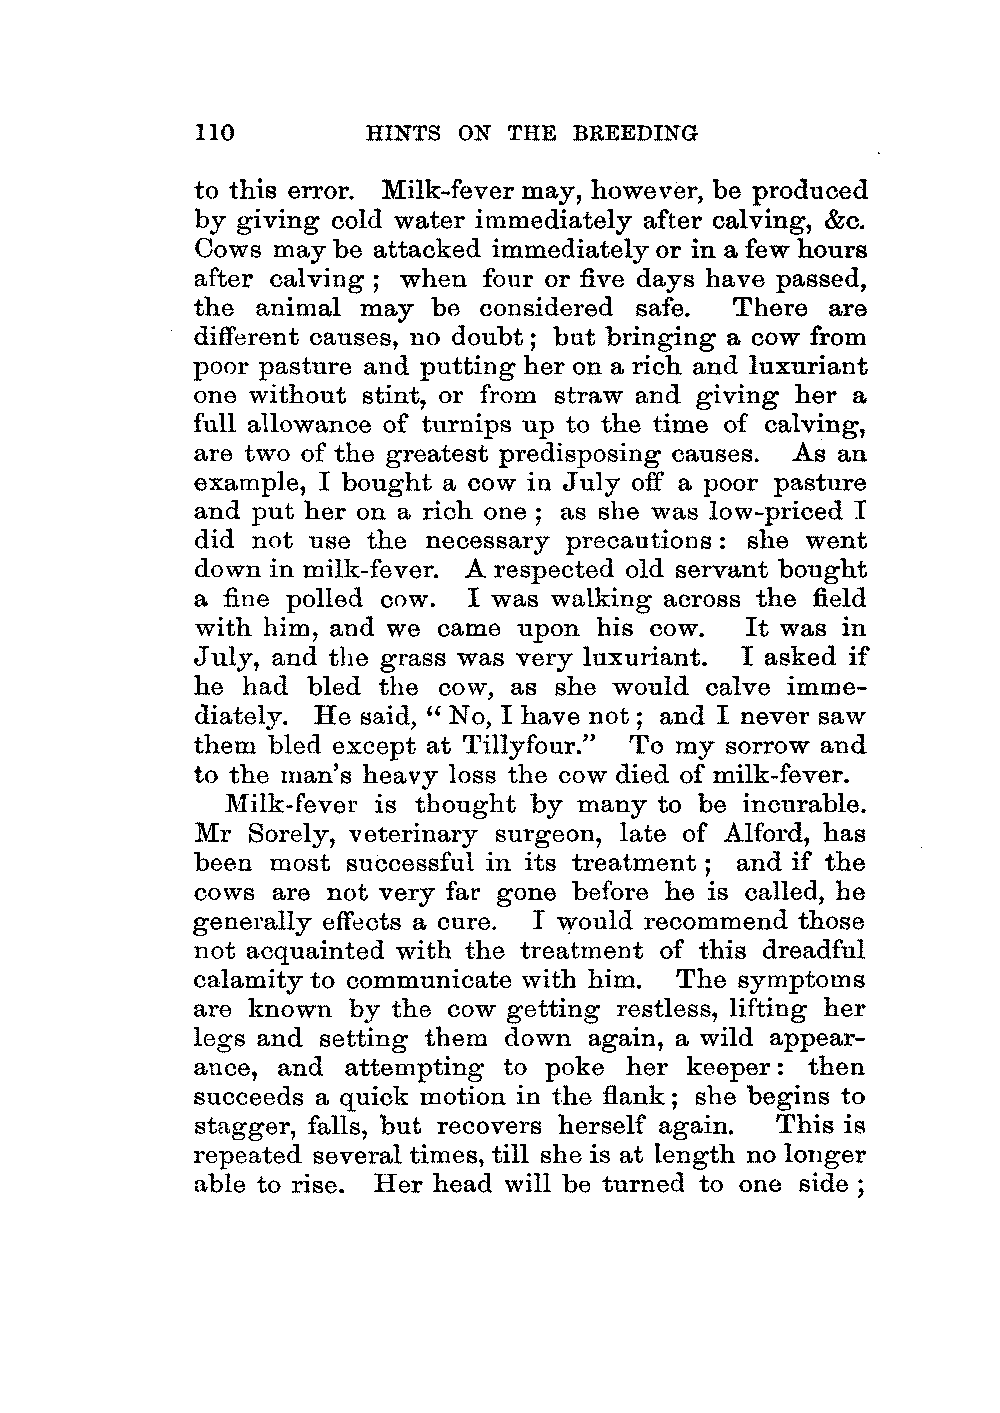 110 HINTS ON THE BREEDING
to this error. Milk-fever may, however, be produced
by giving cold water immediately after calving, &c.
Cows may be attacked immediately or in a few hours
after calving ; when four or five days have passed,
the animal may be considered safe. There are
different causes, no doubt ; but bringing a cow from
poor pasture and putting her on a rich and luxuriant
one without stint, or from straw and giving her a
full allowance of turnips up to the time of calving,
are two of the greatest predisposing causes. As an
example, I bought a cow in July off a poor pasture
and put her on a rich one ; as she was low-priced I
did not use the necessary precautions : she went
down in milk-fever. A respected old servant bought
a fine polled cow. I was walking across the field
with him, and we came upon his cow. It was in
July, and the grass was very luxuriant. I asked if
he had bled the cow, as she would calve imme-
diately. He said, “ No, I have not ; and I never saw
them bled except at Tillyfour.” To my sorrow and
to the man’s heavy loss the cow died of milk-fever.
Milk-fever is thought by many to be incurable.
Mr Sorely, veterinary surgeon, late of Alford, has
been most successful in its treatment ; and if the
cows are not very far gone before he is called, he
generally effects a cure. I would recommend those
not acquainted with the treatment of this dreadful
calamity to communicate with him. The symptoms
are known by the cow getting restless, lifting her
legs and setting them down again, a wild appear-
ance, and attempting to poke her keeper : then
succeeds a quick motion in the flank ; she begins to
stagger, falls, but recovers herself again. This is
repeated several times, till she is at length no longer
able to rise. Her head will be turned to one side ;